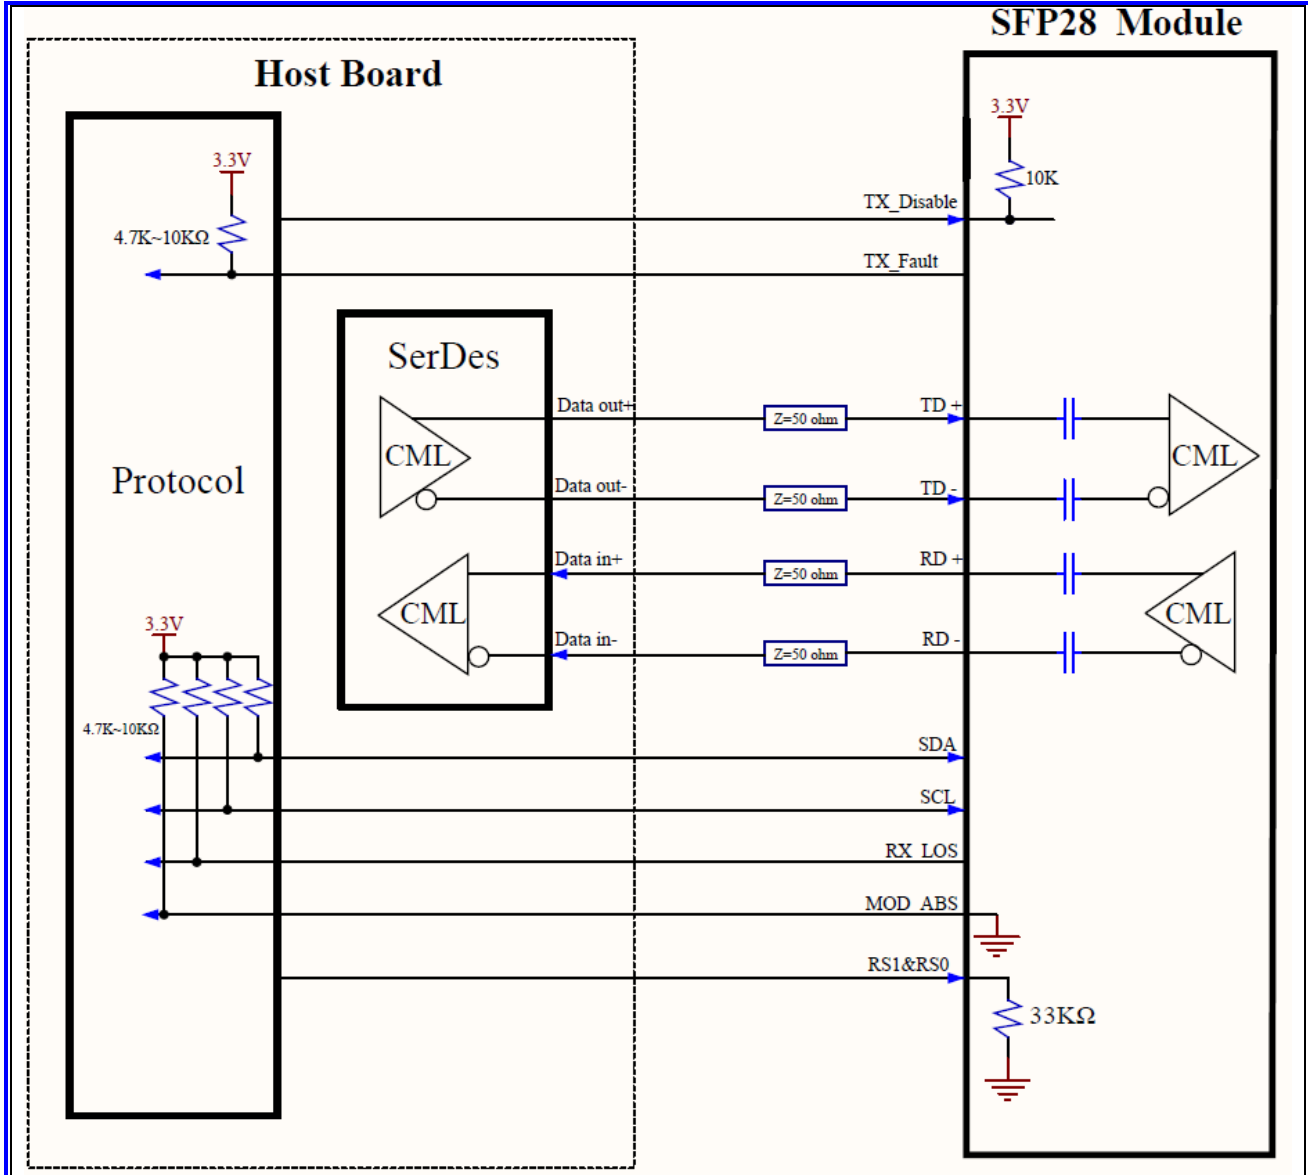 SFP28 Module
Host Board
3.3V
10K
3.3V
4.7K~10KΩ
TX_Disable
TX_Fault
SerDes
CML
Data out+
Z=50 ohm
TD +
CML
Data out-
Z=50 ohm
TD -
Protocol
Data in+
Z=50 ohm
RD +
CML
CML
Data in-
Z=50 ohm
RD -
3.3V
4.7K~10KΩ
SDA
SCL
RX_LOS
MOD_ABS
RS1&RS0
33KΩ